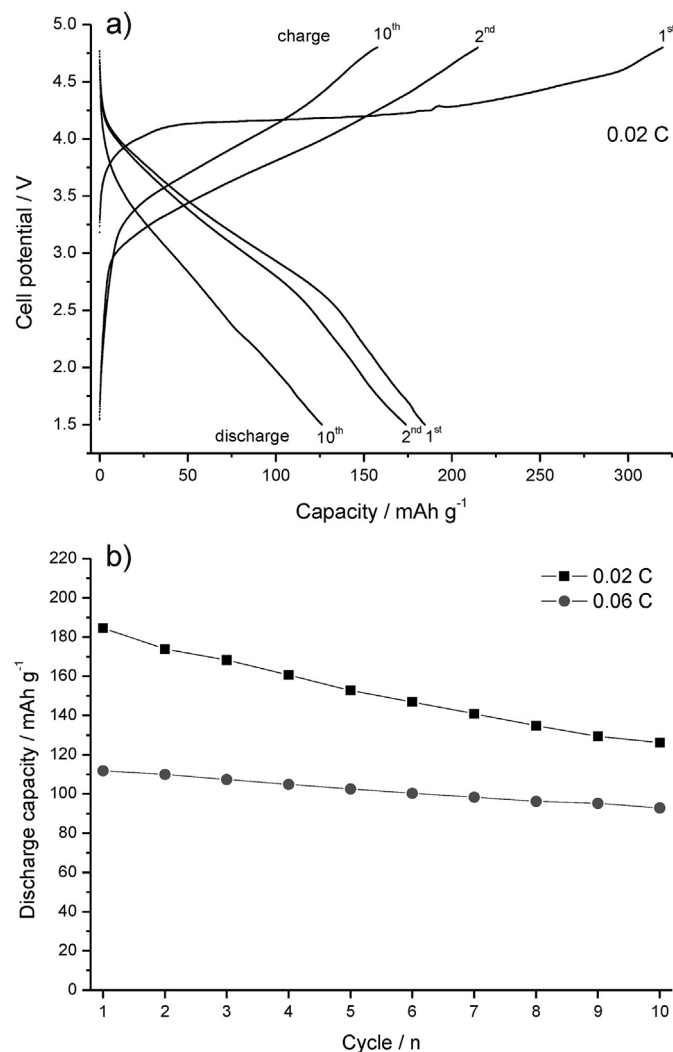 a)
charge 10th 2nd 1st
0.02 C
5.0
4.5
4.0
3.5
3.0
2.5
2.0
1.5
Cell potential / V
discharge 10th 2nd 1st
0 50 100 150 200 250 300
Capacity / mAh g-1
b)
0.02 C
0.06 C
220
200
180
160
140
120
100
80
60
40
20
0
Discharge capacity / mAh g-1
1 2 3 4 5 6 7 8 9 10
Cycle / n